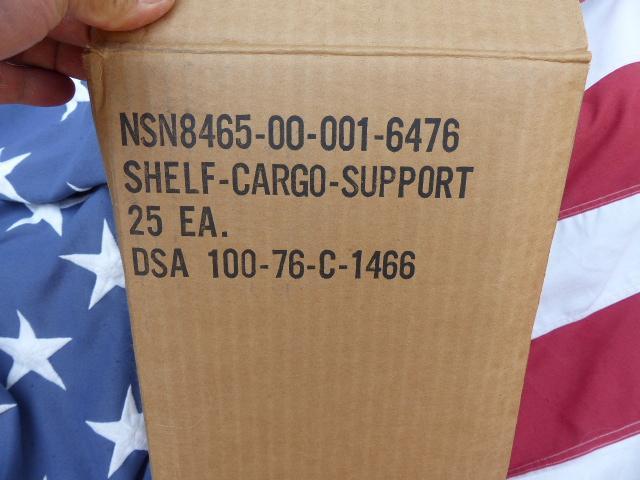 NSN8465-00-001-6476
SHELF-CARGO-SUPPORT
25 EA.
DSA 100-76-C-1466